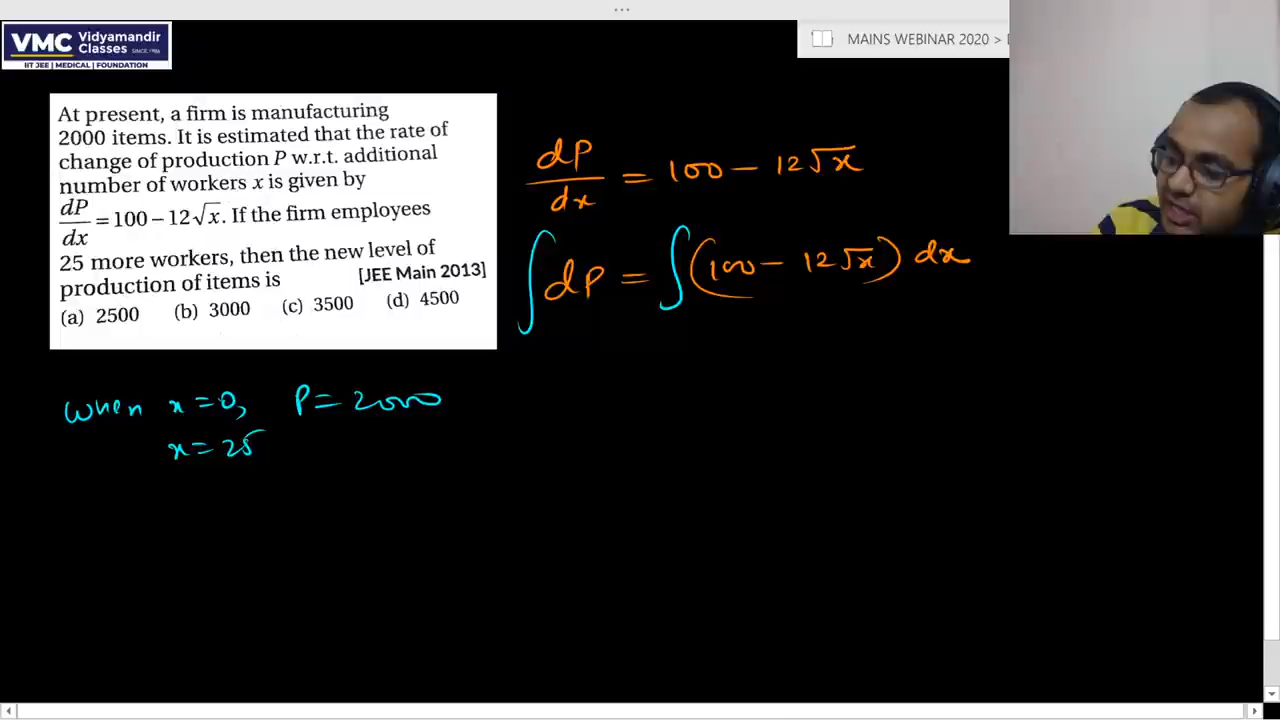 ...
VMC Vidyamandir
Classes SINCE 1986
IIT JEE | MEDICAL | FOUNDATION
MAINS WEBINAR 2020 >
At present, a firm is manufacturing
2000 items. It is estimated that the rate of
change of production P w.r.t. additional
number of workers x is given by
dP/dx = 100 − 12√x. If the firm employees
25 more workers, then the new level of
production of items is [JEE Main 2013]
(a) 2500 (b) 3000 (c) 3500 (d) 4500
dP/dx = 100 − 12√x
∫dP = ∫(100 − 12√x) dx
When x = 0, P = 2000
x = 25